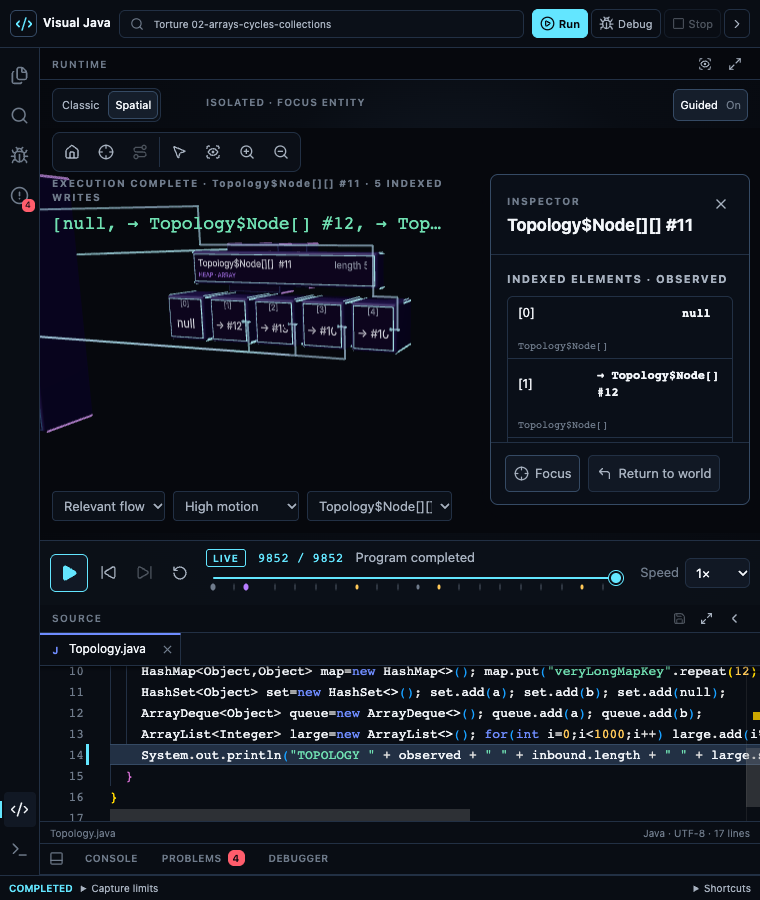 Visual Java
Torture 02-arrays-cycles-collections
Run
Debug
Stop
RUNTIME
Classic
Spatial
ISOLATED · FOCUS ENTITY
Guided On
4
EXECUTION COMPLETE · Topology$Node[][] #11 · 5 INDEXED
WRITES
[null, → Topology$Node[] #12, → Top…
Topology$Node[][] #11
length
HEAP · ARRAY
[0]
[1]
[2]
[3]
[4]
null
→ #12
INSPECTOR
Topology$Node[][] #11
INDEXED ELEMENTS · OBSERVED
[0]
null
Topology$Node[]
[1]
→ Topology$Node[]
#12
Topology$Node[]
Focus
Return to world
Relevant flow
High motion
Topology$Node[][
LIVE
9852 / 9852
Program completed
Speed
1×
SOURCE
J Topology.java
10 HashMap<Object,Object> map=new HashMap<>(); map.put("veryLongMapKey".repeat(12)
11 HashSet<Object> set=new HashSet<>(); set.add(a); set.add(b); set.add(null);
12 ArrayDeque<Object> queue=new ArrayDeque<>(); queue.add(a); queue.add(b);
13 ArrayList<Integer> large=new ArrayList<>(); for(int i=0;i<1000;i++) large.add(i
14 System.out.println("TOPOLOGY " + observed + " " + inbound.length + " " + large.
15 }
16 }
17
Topology.java
Java · UTF-8 · 17 lines
CONSOLE
PROBLEMS 4
DEBUGGER
COMPLETED
Capture limits
Shortcuts